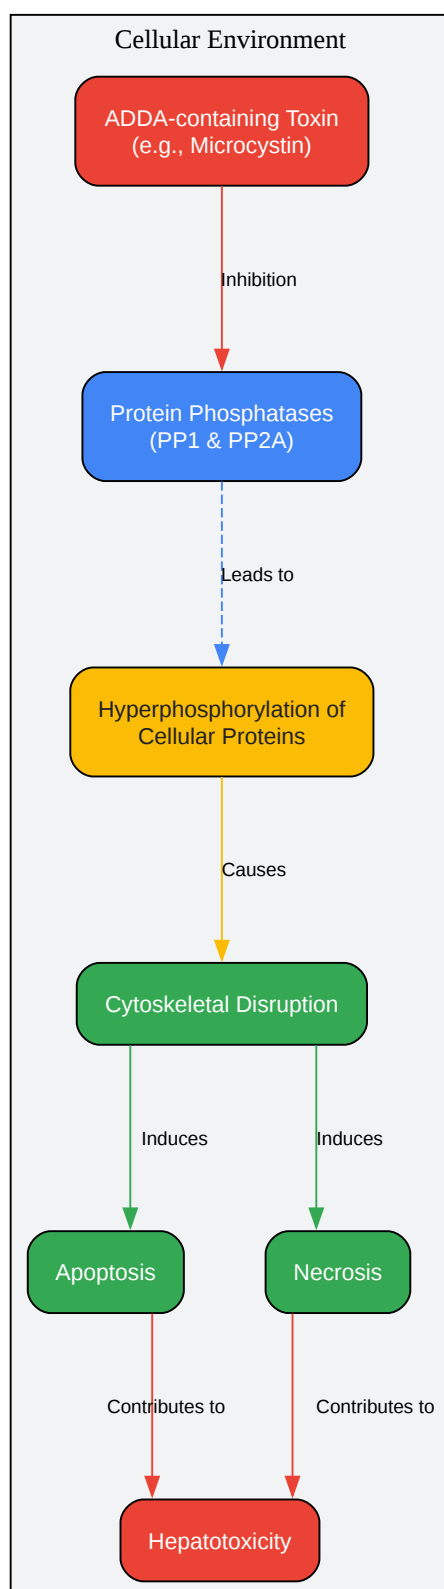 Cellular Environment
ADDA-containing Toxin
(e.g., Microcystin)
Inhibition
Protein Phosphatases
(PP1 & PP2A)
Leads to
Hyperphosphorylation of
Cellular Proteins
Causes
Cytoskeletal Disruption
Induces
Induces
Apoptosis
Necrosis
Contributes to
Contributes to
Hepatotoxicity